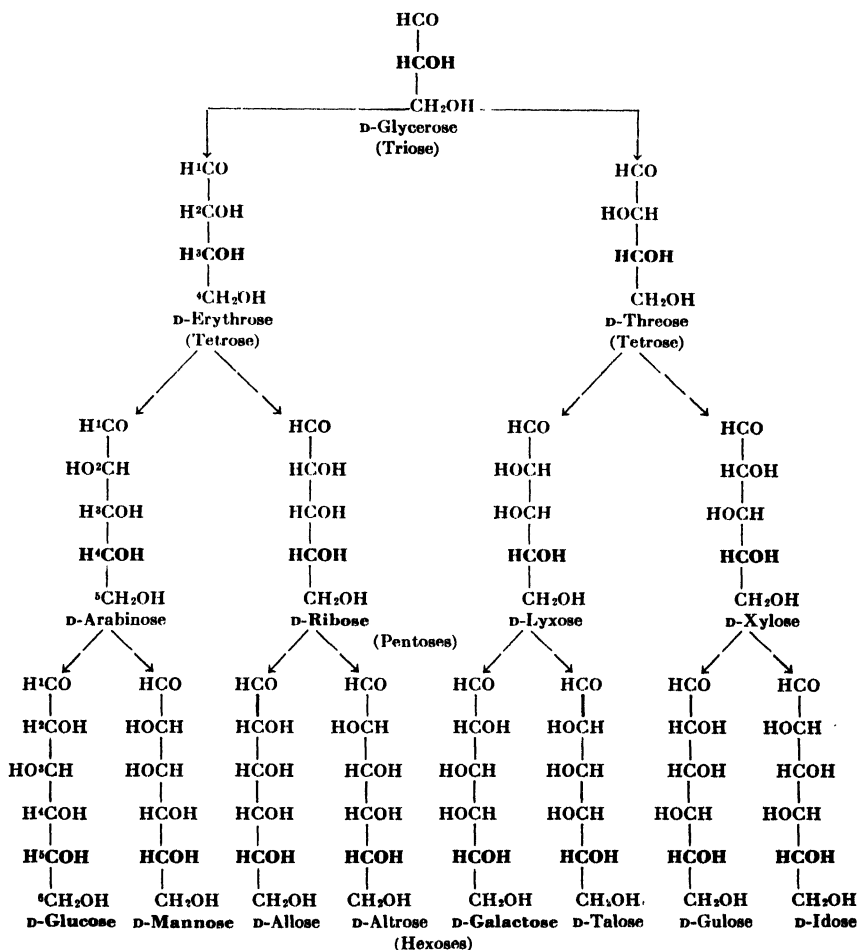 HCO
HCOH
CH₂OH
D-Glycerose
(Triose)
H¹CO HCO
H²COH HOCH
H³COH HCOH
⁴CH₂OH CH₂OH
D-Erythrose D-Threose
(Tetrose) (Tetrose)
H¹CO HCO HCO HCO
HO²CH HCOH HOCH HCOH
H³COH HCOH HOCH HOCH
H⁴COH HCOH HCOH HCOH
⁵CH₂OH CH₂OH CH₂OH CH₂OH
D-Arabinose D-Ribose D-Lyxose D-Xylose
(Pentoses)
H¹CO HCO HCO HCO HCO HCO HCO HCO
H²COH HOCH HCOH HOCH HCOH HOCH HCOH HOCH
HO³CH HOCH HCOH HCOH HOCH HOCH HCOH HCOH
H⁴COH HCOH HCOH HCOH HOCH HOCH HOCH HOCH
H⁵COH HCOH HCOH HCOH HCOH HCOH HCOH HCOH
⁶CH₂OH CH₂OH CH₂OH CH₂OH CH₂OH CH₂OH CH₂OH CH₂OH
D-Glucose D-Mannose D-Allose D-Altrose D-Galactose D-Talose D-Gulose D-Idose
(Hexoses)